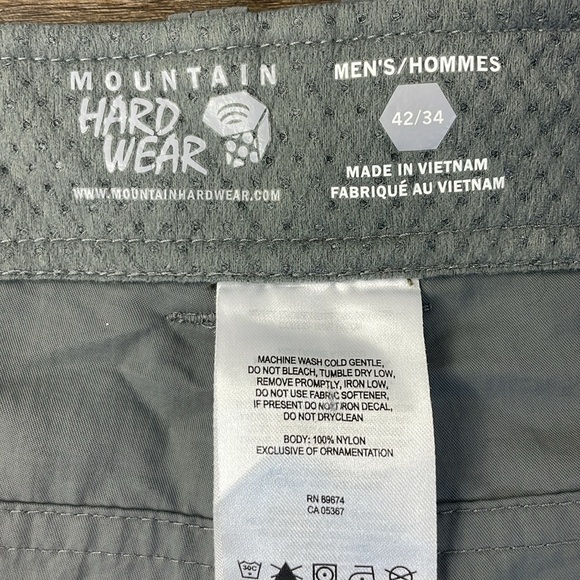 MOUNTAIN
HARD
WEAR
WWW.MOUNTAINHARDWEAR.COM
MEN'S/HOMMES
42/34
MADE IN VIETNAM
FABRIQUÉ AU VIETNAM
MACHINE WASH COLD GENTLE,
DO NOT BLEACH, TUMBLE DRY LOW,
REMOVE PROMPTLY, IRON LOW,
DO NOT USE FABRIC SOFTENER,
IF PRESENT DO NOT IRON DECAL,
DO NOT DRYCLEAN
BODY: 100% NYLON
EXCLUSIVE OF ORNAMENTATION
RN 89674
CA 05367
30C